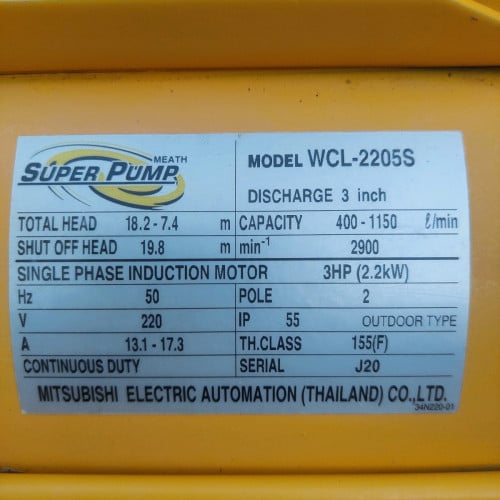 MEATH
SUPER PUMP
MODEL WCL-2205S
DISCHARGE 3 inch
TOTAL HEAD 18.2 - 7.4 m CAPACITY 400 - 1150 ℓ/min
SHUT OFF HEAD 19.8 m min-1 2900
SINGLE PHASE INDUCTION MOTOR 3HP (2.2kW)
Hz 50 POLE 2
V 220 IP 55 OUTDOOR TYPE
A 13.1 - 17.3 TH.CLASS 155(F)
CONTINUOUS DUTY SERIAL J20
MITSUBISHI ELECTRIC AUTOMATION (THAILAND) CO.,LTD.
34N220-01